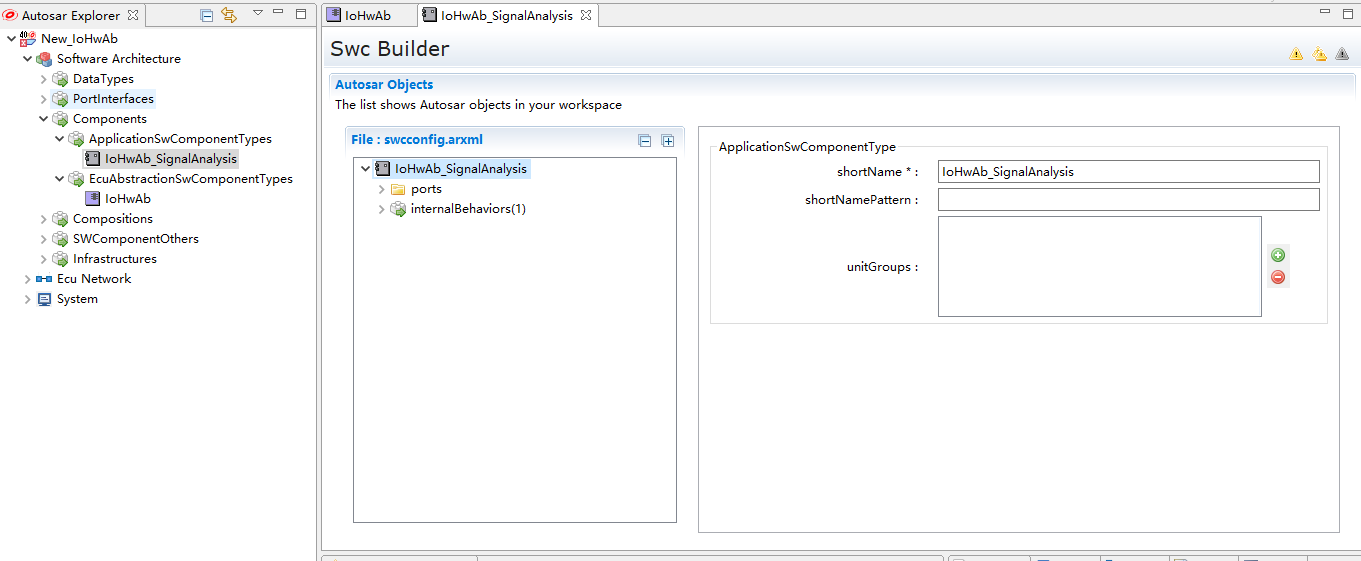 Autosar Explorer
New_IoHwAb
Software Architecture
DataTypes
PortInterfaces
Components
ApplicationSwComponentTypes
IoHwAb_SignalAnalysis
EcuAbstractionSwComponentTypes
IoHwAb
Compositions
SWComponentOthers
Infrastructures
Ecu Network
System
IoHwAb
IoHwAb_SignalAnalysis
Swc Builder
Autosar Objects
The list shows Autosar objects in your workspace
File : swcconfig.arxml
IoHwAb_SignalAnalysis
ports
internalBehaviors(1)
ApplicationSwComponentType
shortName * : IoHwAb_SignalAnalysis
shortNamePattern :
unitGroups :